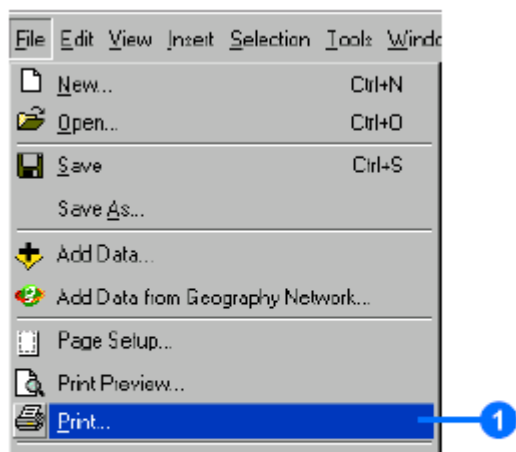 File Edit View Insert Selection Tools
New... Ctrl+N
Open... Ctrl+O
Save Ctrl+S
Save As...
Add Data...
Add Data from Geography Network...
Page Setup...
Print Preview...
Print... 1